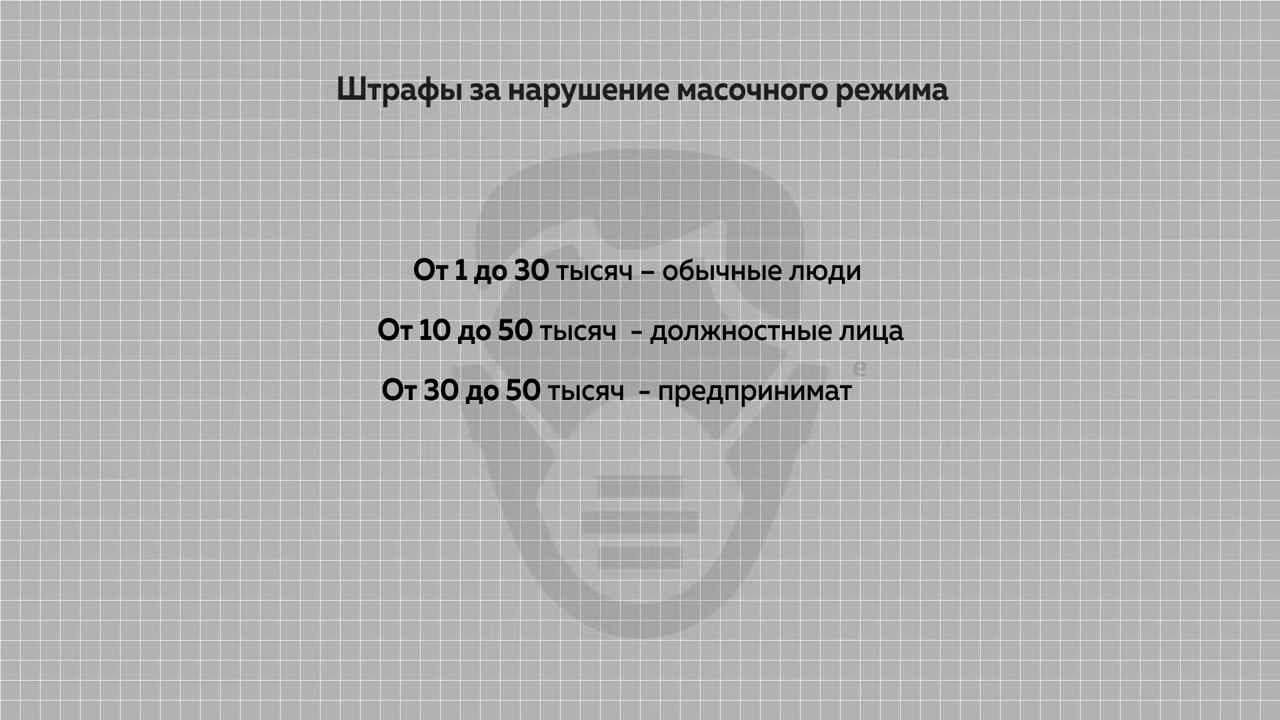 Штрафы за нарушение масочного режима
От 1 до 30 тысяч – обычные люди
От 10 до 50 тысяч - должностные лица
От 30 до 50 тысяч - предпринимат е